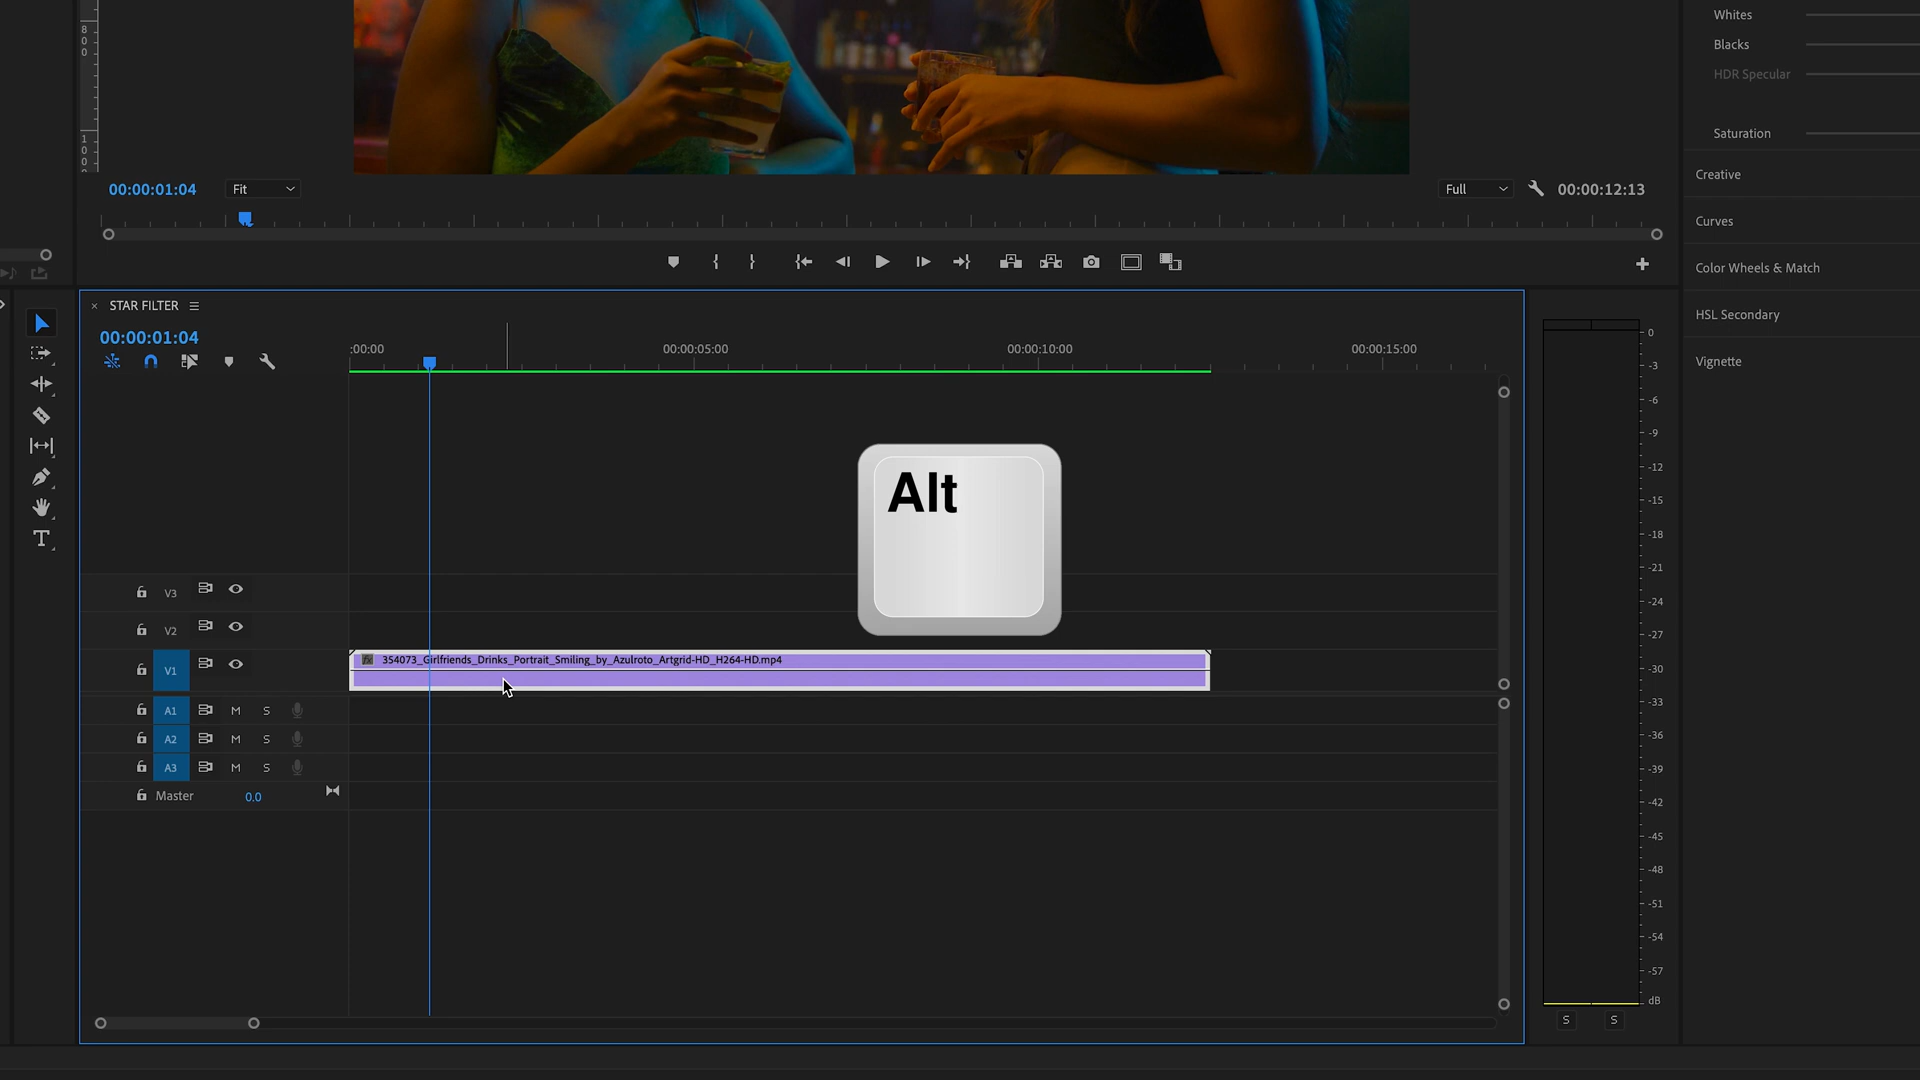 800
1000
Whites
Blacks
HDR Specular
Saturation
Creative
Curves
Color Wheels & Match
HSL Secondary
Vignette
00:00:01:04
Fit
Full
00:00:12:13
STAR FILTER
00:00:01:04
:00:00
00:00:05:00
00:00:10:00
00:00:15:00
Alt
V3
V2
V1
fx 354073_Girlfriends_Drinks_Portrait_Smiling_by_Azulroto_Artgrid-HD_H264-HD.mp4
A1 M S
A2 M S
A3 M S
Master 0.0
T
0
-3
-6
-9
-12
-15
-18
-21
-24
-27
-30
-33
-36
-39
-42
-45
-48
-51
-54
-57
dB
S S